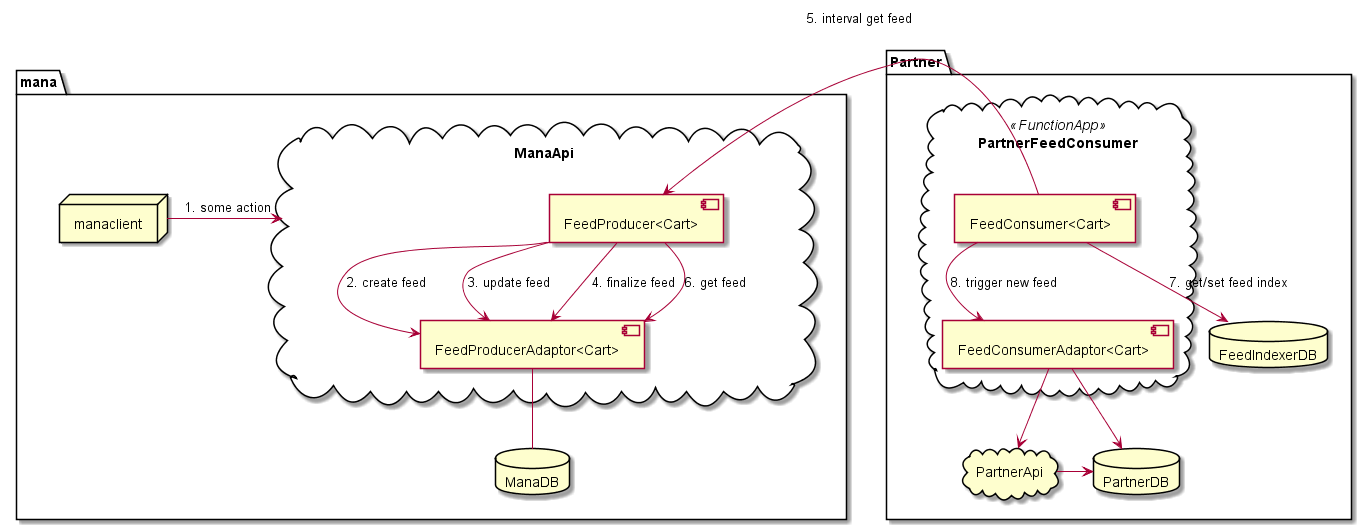 5. interval get feed
mana
Partner
ManaApi
«FunctionApp»
PartnerFeedConsumer
manaclient
1. some action
FeedProducer<Cart>
FeedConsumer<Cart>
2. create feed
3. update feed
4. finalize feed
6. get feed
8. trigger new feed
7. get/set feed index
FeedProducerAdaptor<Cart>
FeedConsumerAdaptor<Cart>
FeedIndexerDB
ManaDB
PartnerApi
PartnerDB